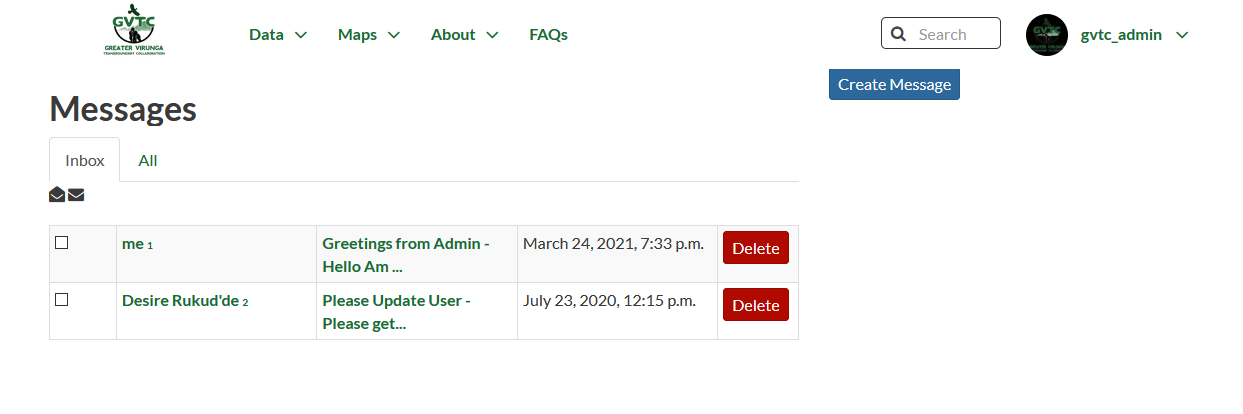 GVTC
GREATER VIRUNGA
TRANSBOUNDARY COLLABORATION
Data Maps About FAQs
Search
GVTC
gvtc_admin
Create Message
Messages
Inbox All
me 1
Greetings from Admin -
Hello Am ...
March 24, 2021, 7:33 p.m.
Delete
Desire Rukud'de 2
Please Update User -
Please get...
July 23, 2020, 12:15 p.m.
Delete